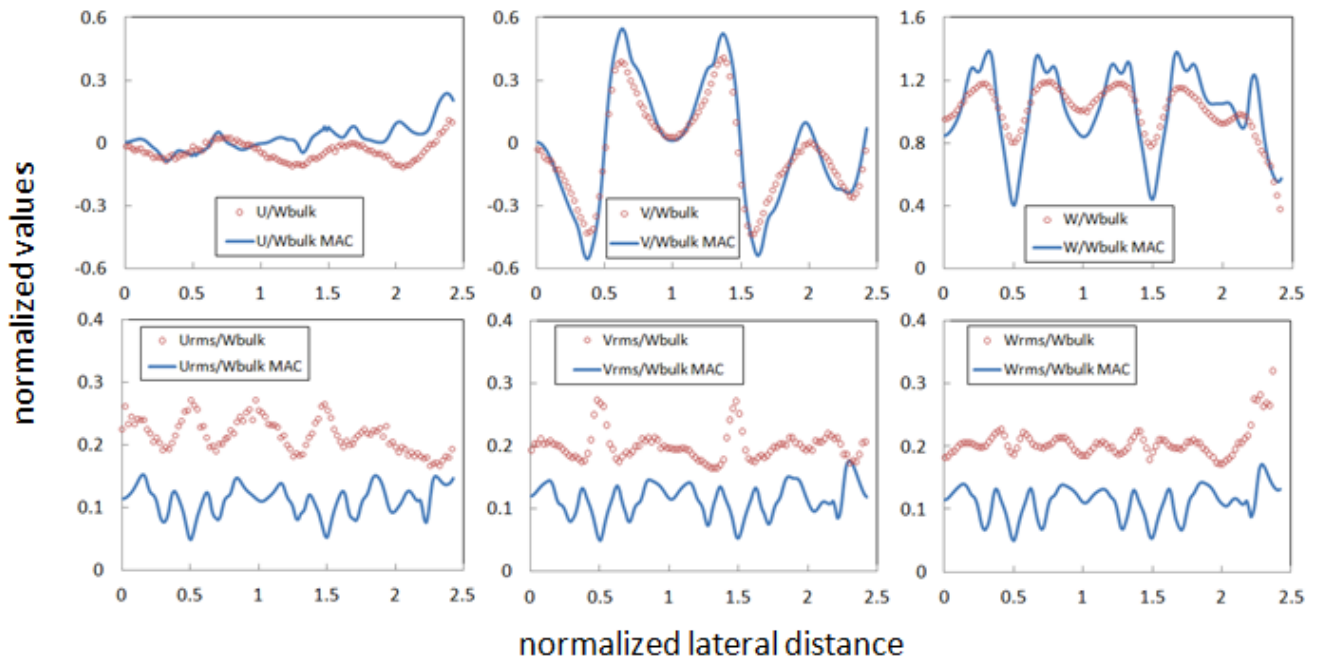 0.6
0.3
0
-0.3
-0.6
U/Wbulk
U/Wbulk MAC
0 0.5 1 1.5 2 2.5
0.6
0.3
0
-0.3
-0.6
V/Wbulk
V/Wbulk MAC
0 0.5 1 1.5 2 2.5
1.6
1.2
0.8
0.4
0
W/Wbulk
W/Wbulk MAC
0 0.5 1 1.5 2 2.5
normalized values
0.4
0.3
0.2
0.1
0
Urms/Wbulk
Urms/Wbulk MAC
0 0.5 1 1.5 2 2.5
0.4
0.3
0.2
0.1
0
Vrms/Wbulk
Vrms/Wbulk MAC
0 0.5 1 1.5 2 2.5
0.4
0.3
0.2
0.1
0
Wrms/Wbulk
Wrms/Wbulk MAC
0 0.5 1 1.5 2 2.5
normalized lateral distance